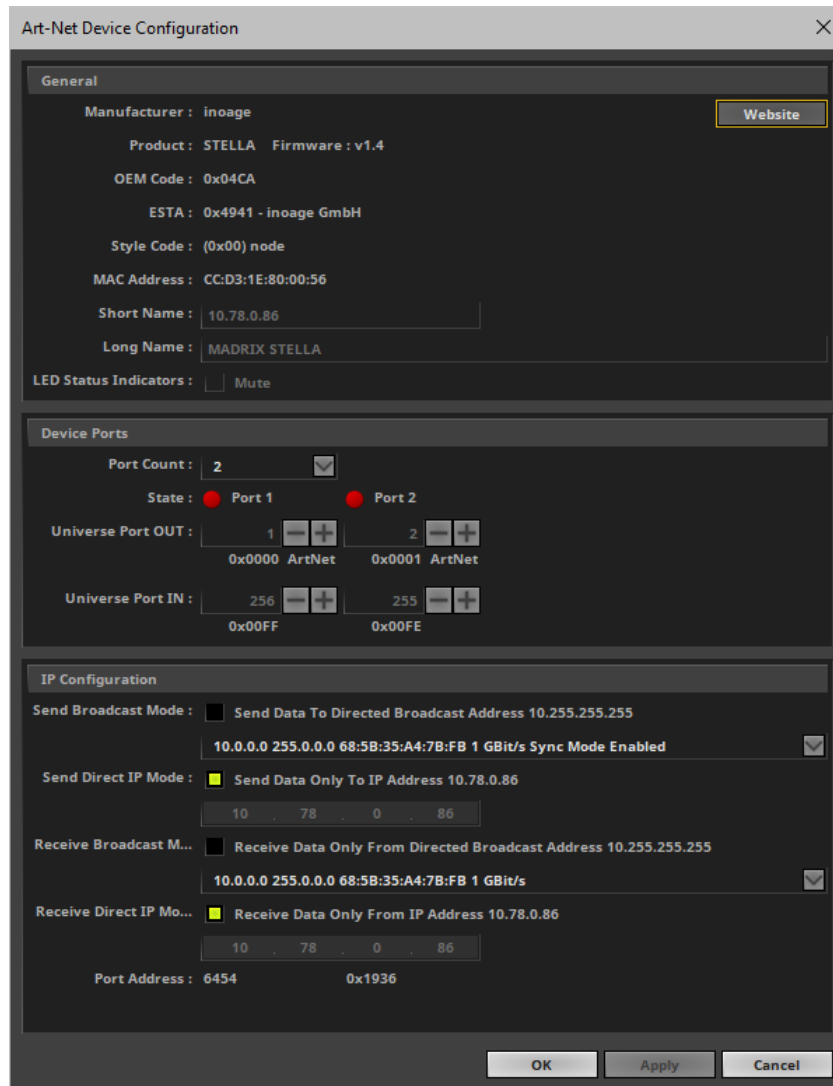 Art-Net Device Configuration
General
Manufacturer : inoage Website
Product : STELLA Firmware : v1.4
OEM Code : 0x04CA
ESTA : 0x4941 - inoage GmbH
Style Code : (0x00) node
MAC Address : CC:D3:1E:80:00:56
Short Name : 10.78.0.86
Long Name : MADRIX STELLA
LED Status Indicators : Mute
Device Ports
Port Count : 2
State : Port 1 Port 2
Universe Port OUT : 1 2
0x0000 ArtNet 0x0001 ArtNet
Universe Port IN : 256 255
0x00FF 0x00FE
IP Configuration
Send Broadcast Mode : Send Data To Directed Broadcast Address 10.255.255.255
10.0.0.0 255.0.0.0 68:5B:35:A4:7B:FB 1 GBit/s Sync Mode Enabled
Send Direct IP Mode : Send Data Only To IP Address 10.78.0.86
10 . 78 . 0 . 86
Receive Broadcast M... Receive Data Only From Directed Broadcast Address 10.255.255.255
10.0.0.0 255.0.0.0 68:5B:35:A4:7B:FB 1 GBit/s
Receive Direct IP Mo... Receive Data Only From IP Address 10.78.0.86
10 . 78 . 0 . 86
Port Address : 6454 0x1936
OK Apply Cancel